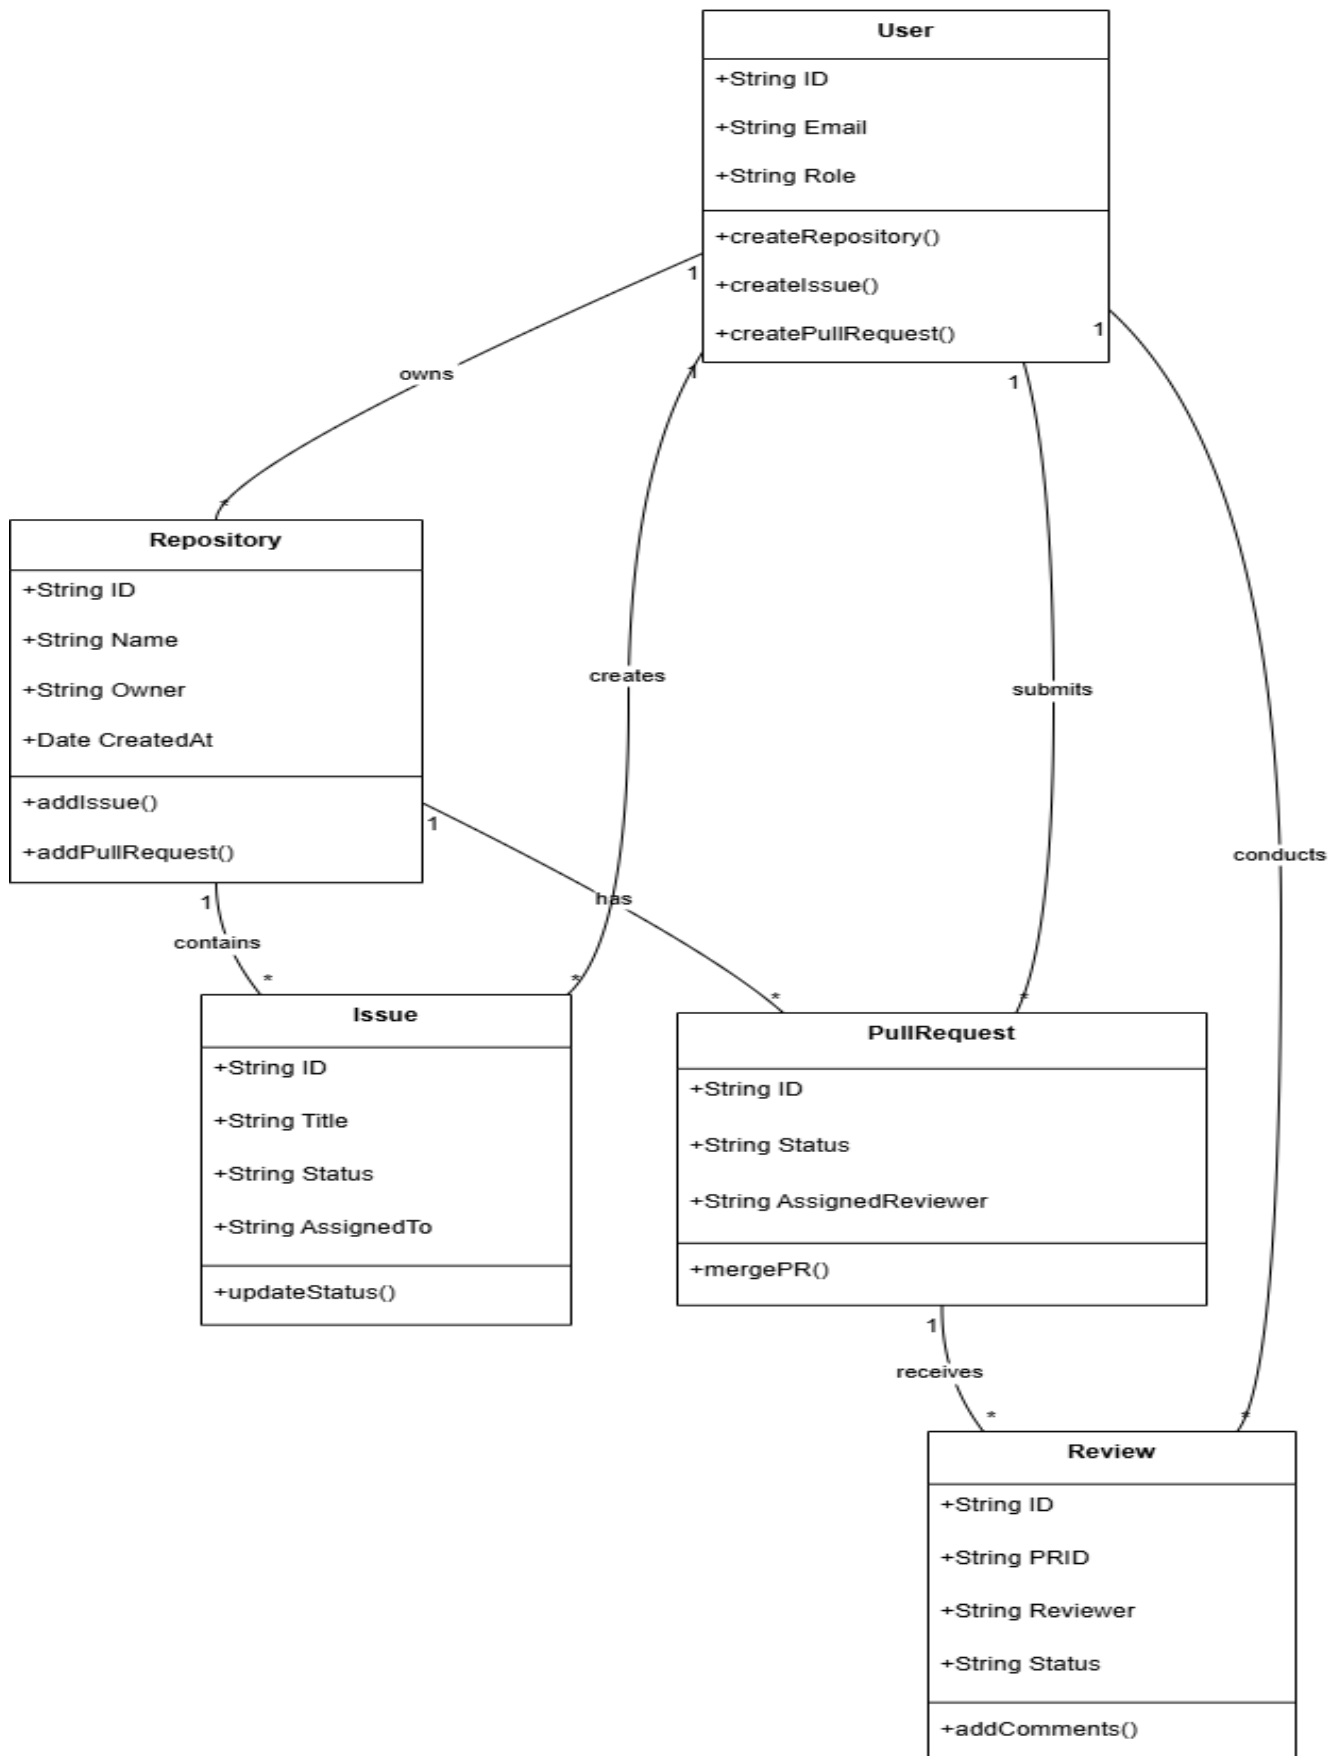 User
+String ID
+String Email
+String Role
+createRepository()
+createIssue()
+createPullRequest()
1
1
1
1
owns
*
Repository
+String ID
+String Name
+String Owner
+Date CreatedAt
+addIssue()
+addPullRequest()
creates
submits
1
1
has
conducts
contains
*
*
*
*
Issue
+String ID
+String Title
+String Status
+String AssignedTo
+updateStatus()
PullRequest
+String ID
+String Status
+String AssignedReviewer
+mergePR()
1
receives
*
*
Review
+String ID
+String PRID
+String Reviewer
+String Status
+addComments()